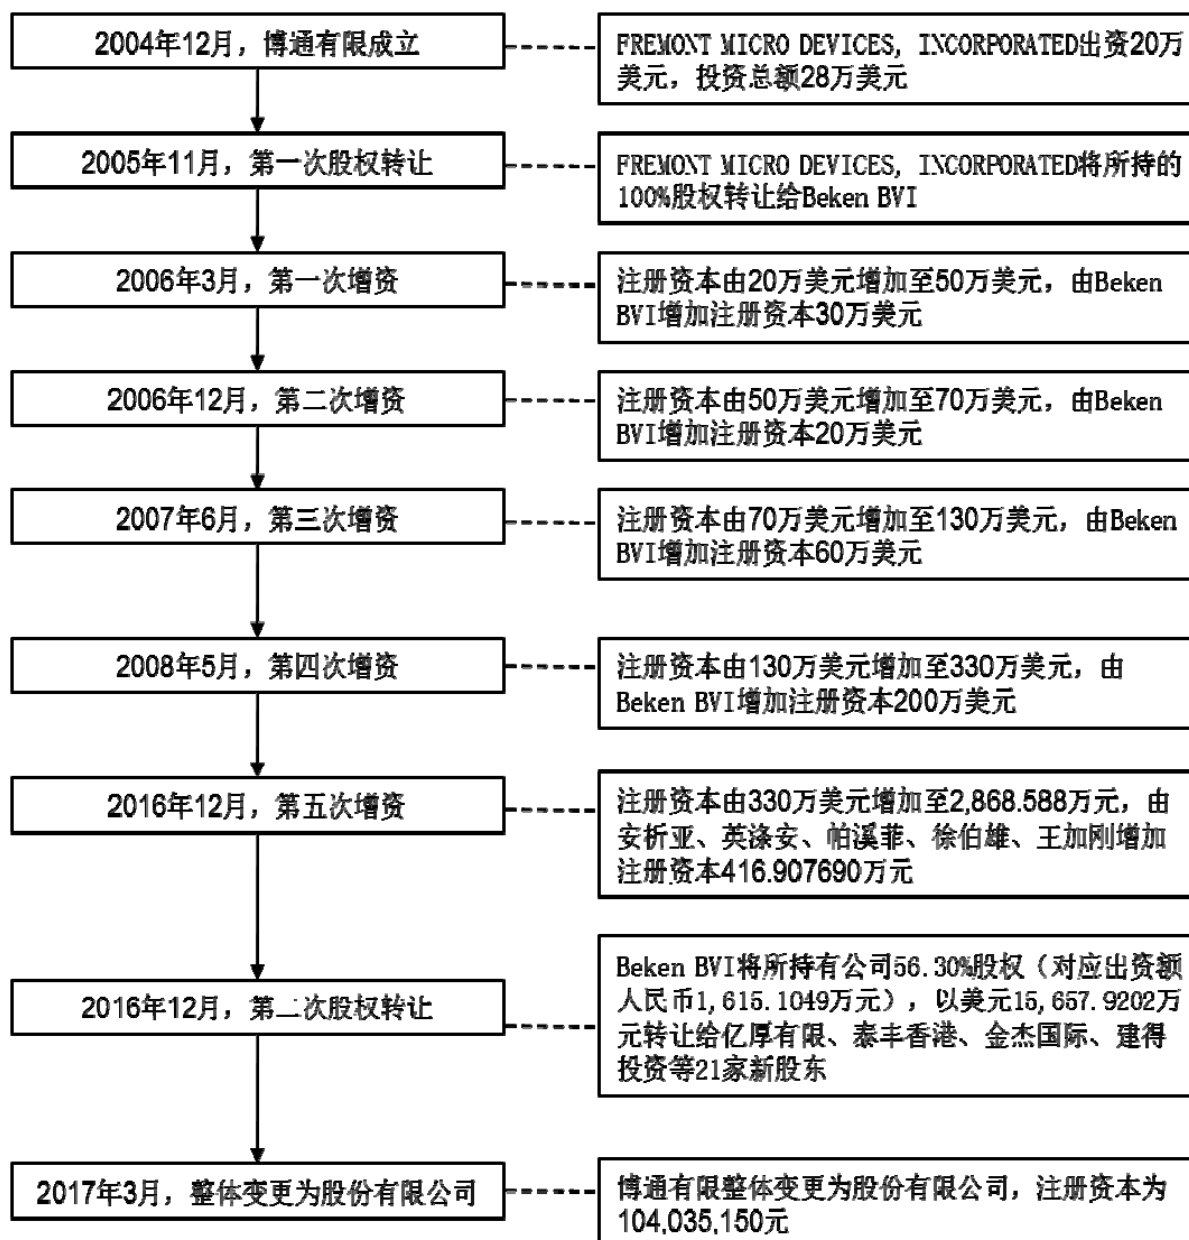 2004年12月，博通有限成立
FREMONT MICRO DEVICES, INCORPORATED出资20万
美元，投资总额28万美元
2005年11月，第一次股权转让
FREMONT MICRO DEVICES, INCORPORATED将所持的
100%股权转让给Beken BVI
2006年3月，第一次增资
注册资本由20万美元增加至50万美元，由Beken
BVI增加注册资本30万美元
2006年12月，第二次增资
注册资本由50万美元增加至70万美元，由Beken
BVI增加注册资本20万美元
2007年6月，第三次增资
注册资本由70万美元增加至130万美元，由Beken
BVI增加注册资本60万美元
2008年5月，第四次增资
注册资本由130万美元增加至330万美元，由
Beken BVI增加注册资本200万美元
2016年12月，第五次增资
注册资本由330万美元增加至2,868.588万元，由
安析亚、英涤安、帕溪菲、徐伯雄、王加刚增加
注册资本416.907690万元
2016年12月，第二次股权转让
Beken BVI将所持有公司56.30%股权（对应出资额
人民币1,615.1049万元），以美元15,657.9202万
元转让给亿厚有限、泰丰香港、金杰国际、建得
投资等21家新股东
2017年3月，整体变更为股份有限公司
博通有限整体变更为股份有限公司，注册资本为
104,035,150元